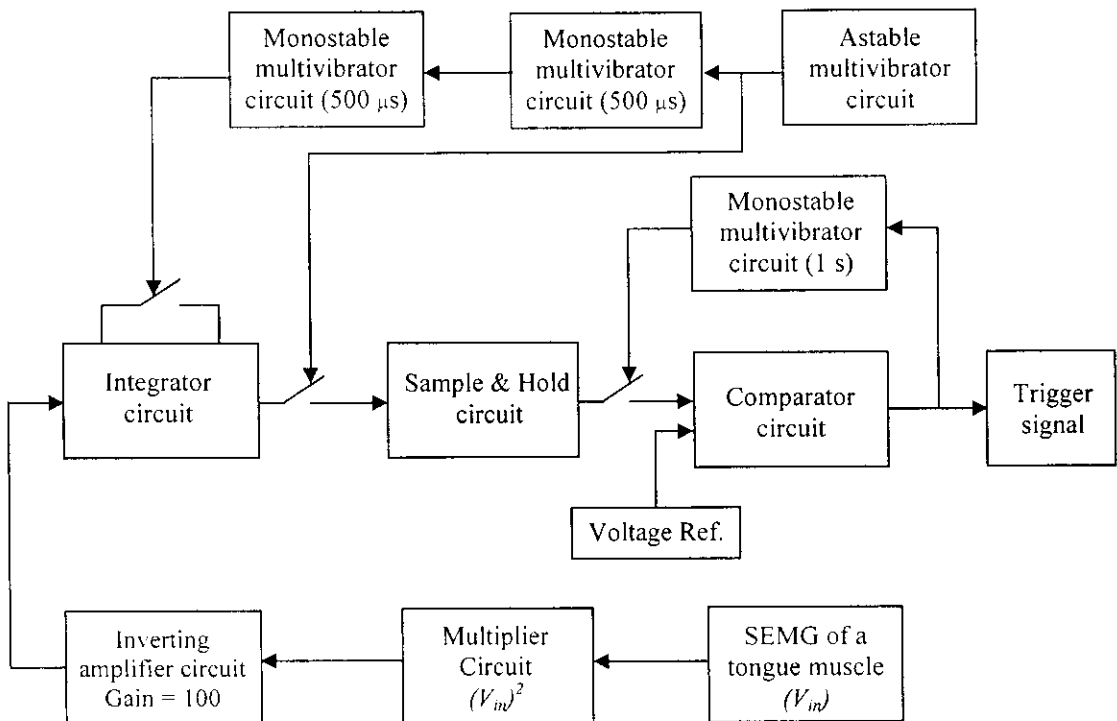 Monostable
multivibrator
circuit (500 μs)
Monostable
multivibrator
circuit (500 μs)
Astable
multivibrator
circuit
Monostable
multivibrator
circuit (1 s)
Integrator
circuit
Sample & Hold
circuit
Comparator
circuit
Trigger
signal
Voltage Ref.
Inverting
amplifier circuit
Gain = 100
Multiplier
Circuit
(Vin)²
SEMG of a
tongue muscle
(Vin)